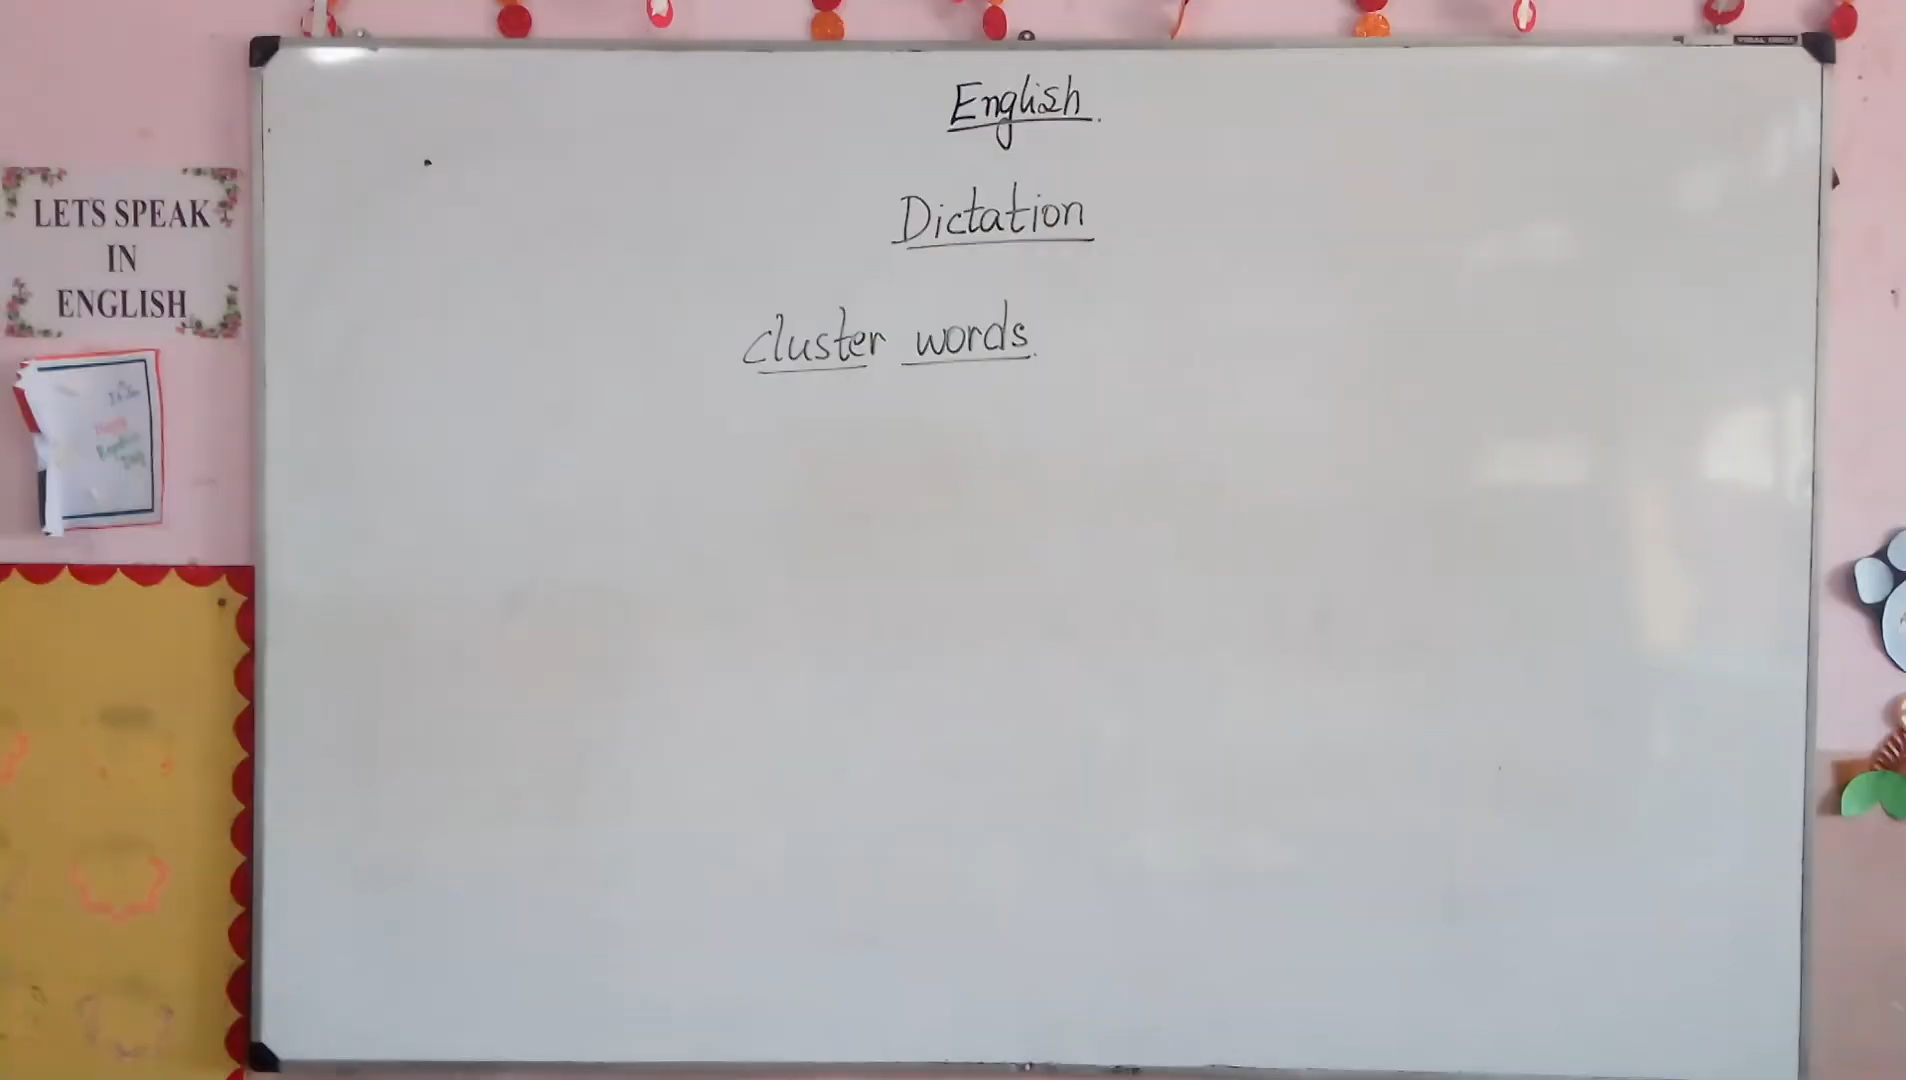 English.
Dictation
cluster words.
LETS SPEAK
IN
ENGLISH